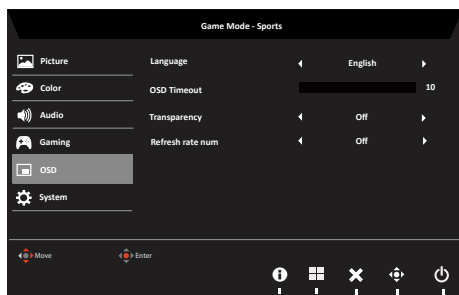 Game Mode - Sports
Picture
Language English
Color
OSD Timeout 10
Audio
Transparency Off
Gaming
Refresh rate num Off
OSD
System
Move Enter